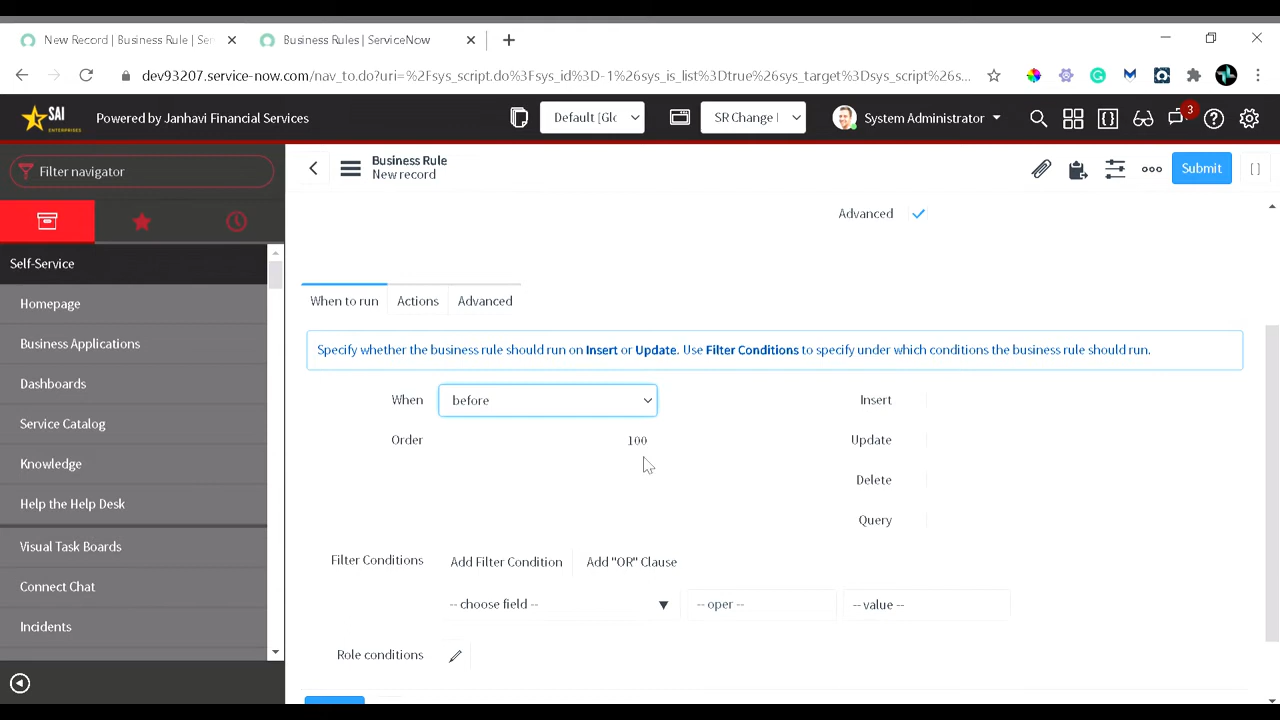 New Record | Business Rule | Ser
Business Rules | ServiceNow
dev93207.service-now.com/nav_to.do?uri=%2Fsys_script.do%3Fsys_id%3D-1%26sys_is_list%3Dtrue%26sys_target%3Dsys_script%26s...
SAI
ENTERPRISES
Powered by Janhavi Financial Services
Default [Glo
SR Change I
System Administrator
3
Filter navigator
Business Rule
New record
Submit
Advanced
Self-Service
Homepage
Business Applications
Dashboards
Service Catalog
Knowledge
Help the Help Desk
Visual Task Boards
Connect Chat
Incidents
When to run
Actions
Advanced
Specify whether the business rule should run on Insert or Update. Use Filter Conditions to specify under which conditions the business rule should run.
When
before
Insert
Order
100
Update
Delete
Query
Filter Conditions
Add Filter Condition
Add "OR" Clause
-- choose field --
-- oper --
-- value --
Role conditions